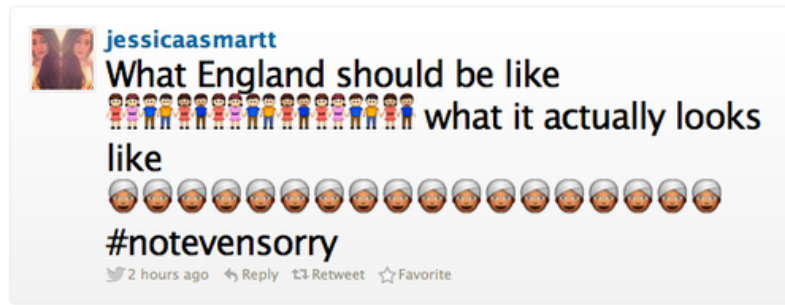 jessicaasmartt
What England should be like
👭👬👫👭👬👫👭👬👫 what it actually looks
like
👳👳👳👳👳👳👳👳👳👳👳👳👳👳👳👳👳👳
#notevensorry
2 hours ago Reply Retweet Favorite